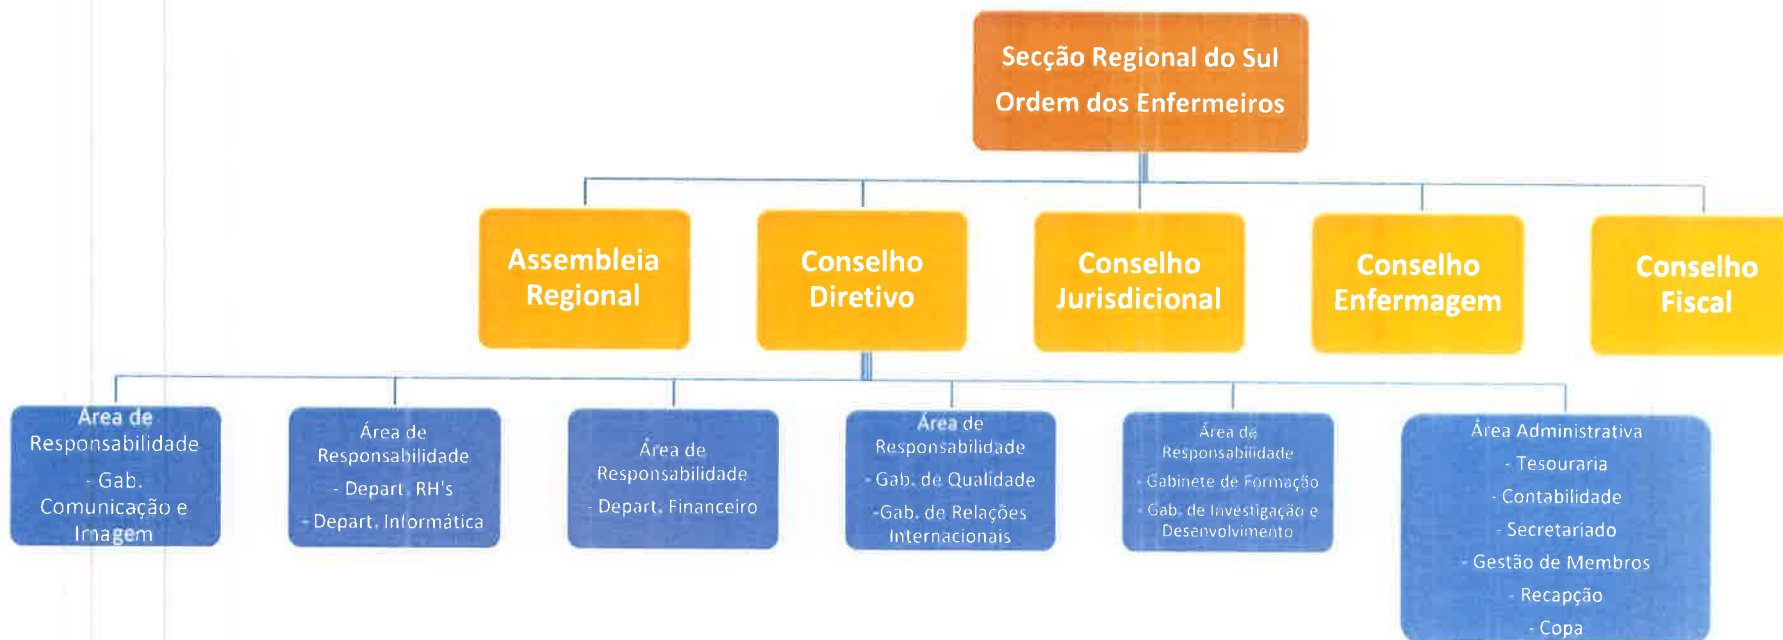 Secção Regional do Sul
Ordem dos Enfermeiros
Assembleia
Regional
Conselho
Diretivo
Conselho
Jurisdicional
Conselho
Enfermagem
Conselho
Fiscal
Área de
Responsabilidade
- Gab.
Comunicação e
Imagem
Área de
Responsabilidade
- Depart. RH's
- Depart. Informática
Área de
Responsabilidade
- Depart. Financeiro
Área de
Responsabilidade
- Gab. de Qualidade
-Gab. de Relações
Internacionais
Área de
Responsabilidade
- Gabinete de Formação
- Gab. de Investigação e
Desenvolvimento
Área Administrativa
- Tesouraria
- Contabilidade
- Secretariado
- Gestão de Membros
- Recapção
- Copa